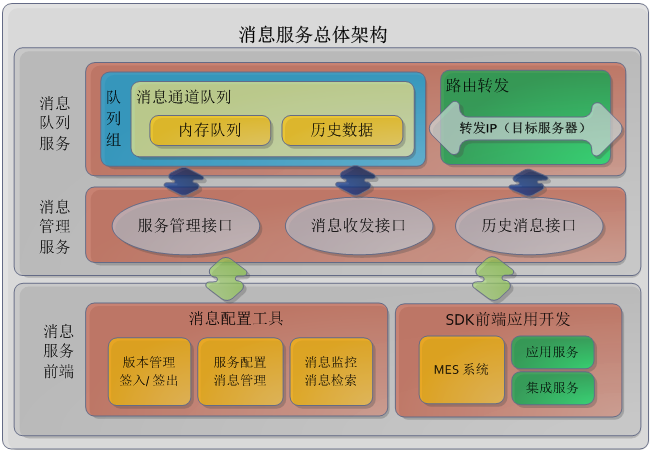 消息服务总体架构
消息
队列
服务
队
列
组
消息通道队列
内存队列
历史数据
路由转发
转发IP（目标服务器）
消息
管理
服务
服务管理接口
消息收发接口
历史消息接口
消息
服务
前端
消息配置工具
版本管理
签入/ 签出
服务配置
消息管理
消息监控
消息检索
SDK前端应用开发
MES 系统
应用服务
集成服务